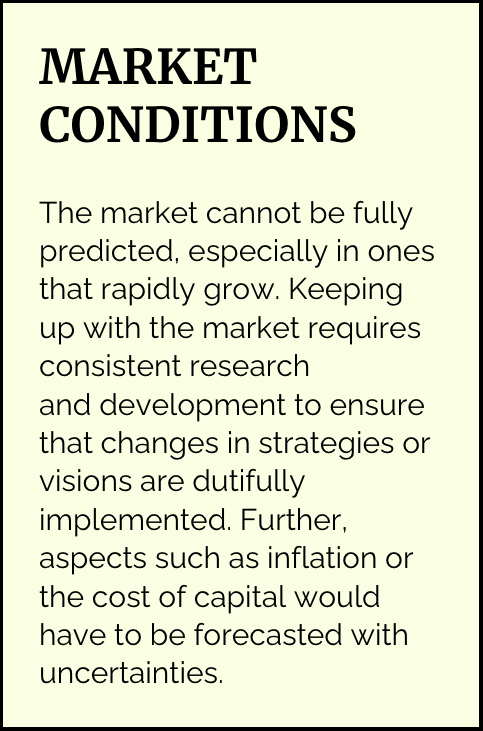 MARKET
CONDITIONS
The market cannot be fully
predicted, especially in ones
that rapidly grow. Keeping
up with the market requires
consistent research
and development to ensure
that changes in strategies or
visions are dutifully
implemented. Further,
aspects such as inflation or
the cost of capital would
have to be forecasted with
uncertainties.